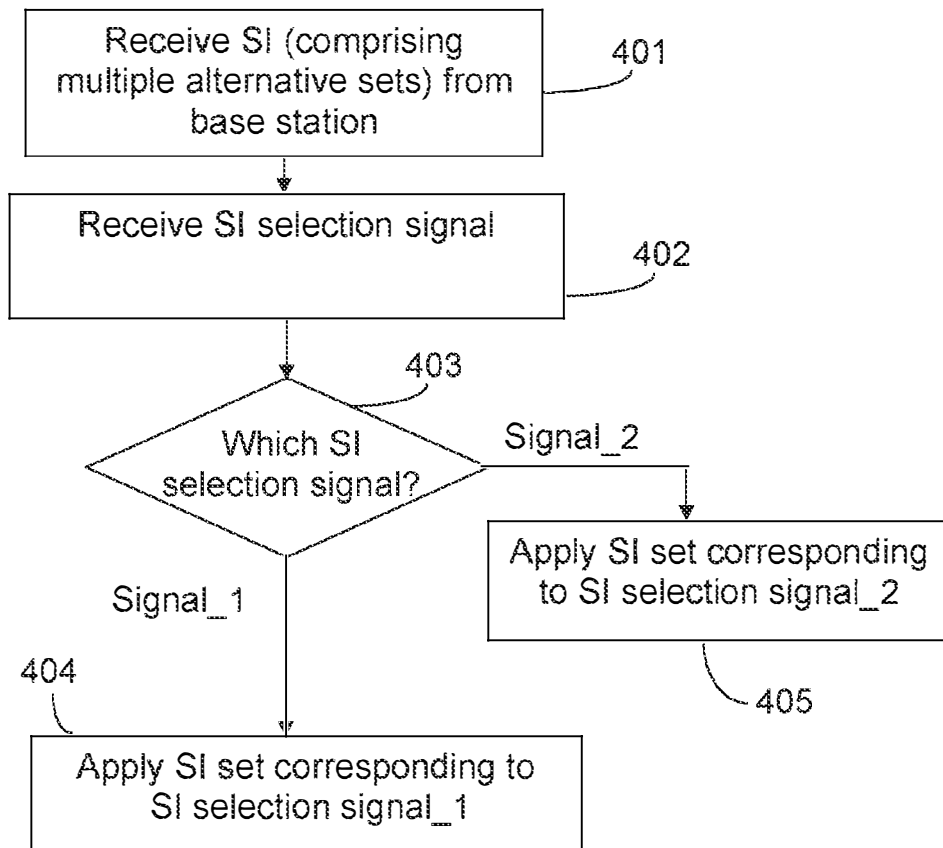 Receive SI (comprising
multiple alternative sets) from
base station
401
Receive SI selection signal
402
403
Which SI
selection signal?
Signal_2
Apply SI set corresponding
to SI selection signal_2
405
Signal_1
404
Apply SI set corresponding to
SI selection signal_1